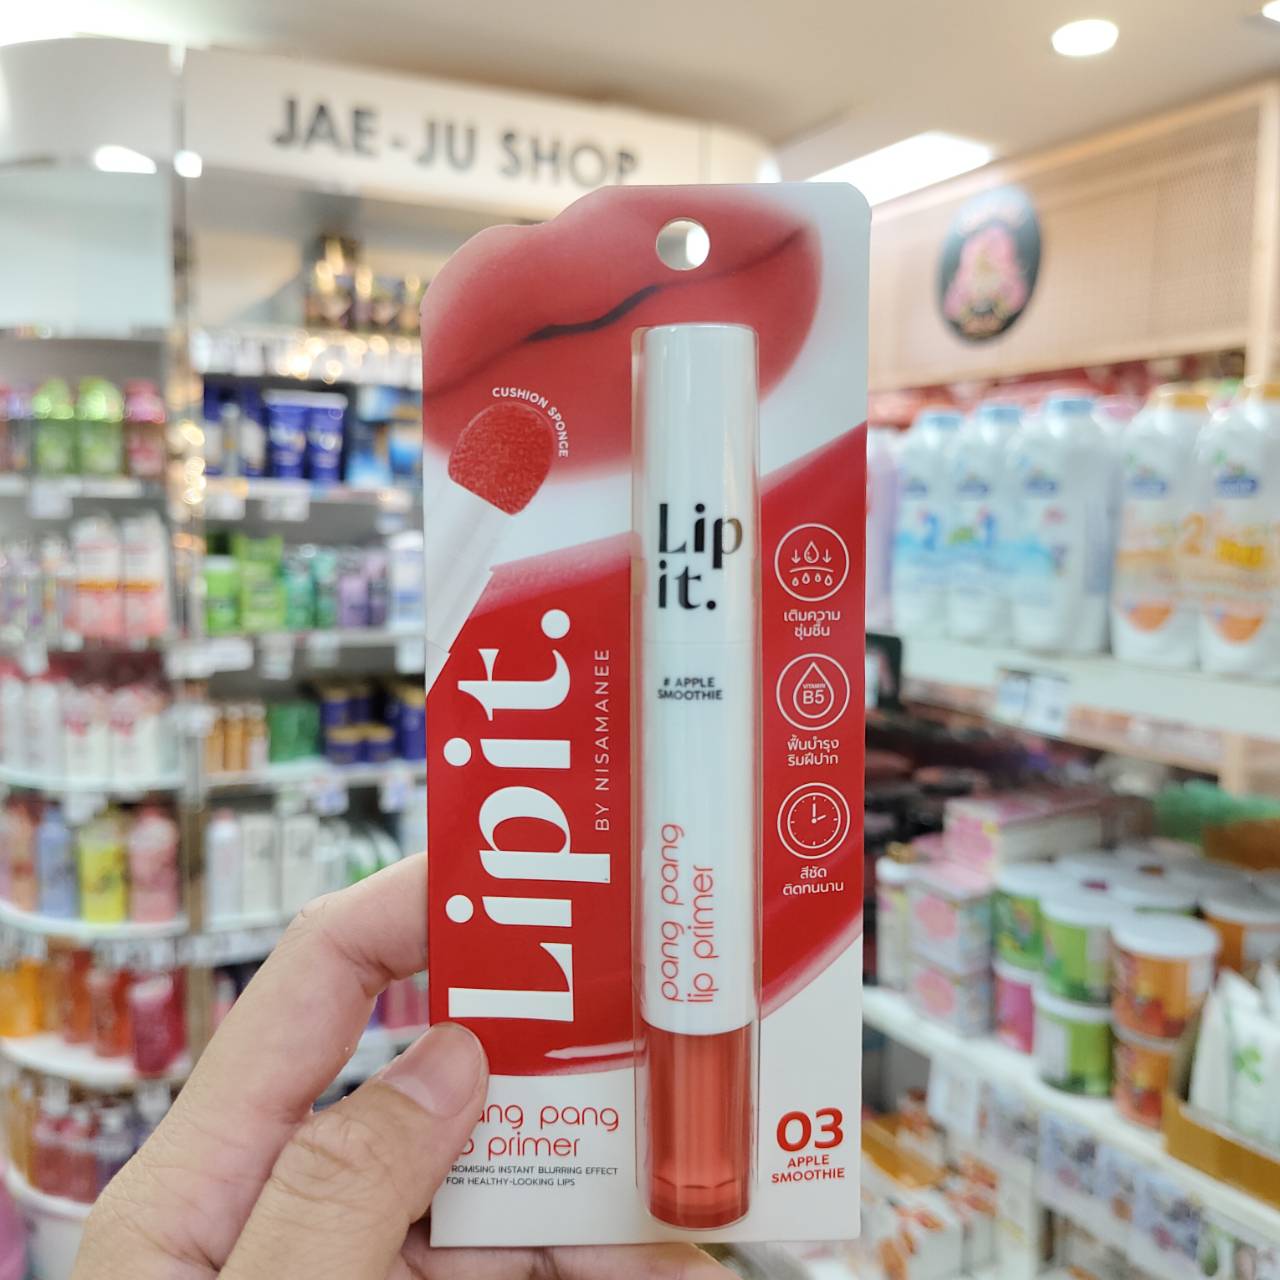 JAE-JU SHOP
CUSHION SPONGE
Lip
it.
# APPLE
SMOOTHIE
pang pang
lip primer
Lipit.
BY NISAMANEE
เติมความ
ชุ่มชื้น
VITAMIN
B5
ฟื้นบำรุง
ริมฝีปาก
สีชัด
ติดทนนาน
ang pang
primer
ROMISING INSTANT BLURRING EFFECT
FOR HEALTHY-LOOKING LIPS
03
APPLE
SMOOTHIE